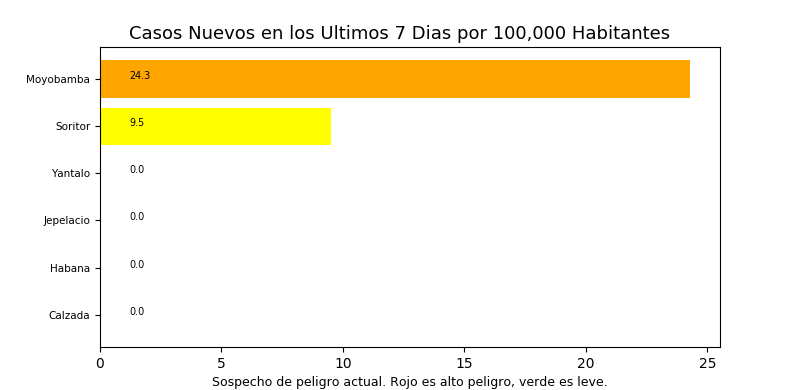 Casos Nuevos en los Ultimos 7 Dias por 100,000 Habitantes
Moyobamba 24.3
Soritor 9.5
Yantalo 0.0
Jepelacio 0.0
Habana 0.0
Calzada 0.0
0 5 10 15 20 25
Sospecho de peligro actual. Rojo es alto peligro, verde es leve.